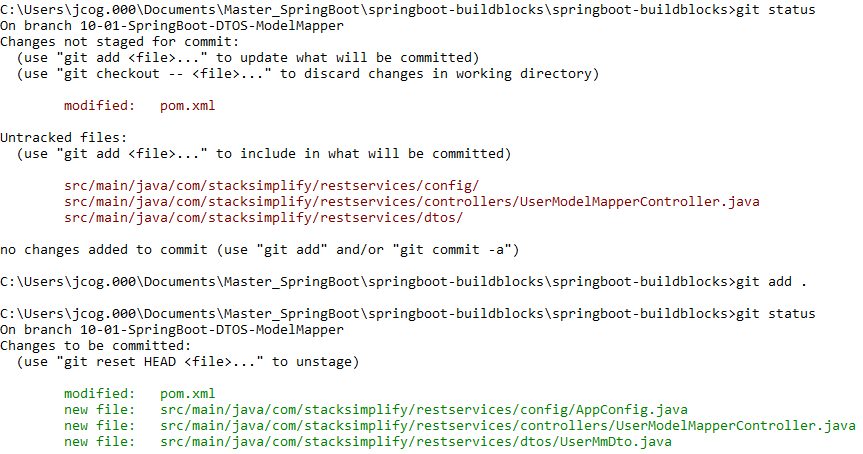 C:\Users\jcog.000\Documents\Master_SpringBoot\springboot-buildblocks\springboot-buildblocks>git status
On branch 10-01-SpringBoot-DTOS-ModelMapper
Changes not staged for commit:
  (use "git add <file>..." to update what will be committed)
  (use "git checkout -- <file>..." to discard changes in working directory)

        modified:   pom.xml

Untracked files:
  (use "git add <file>..." to include in what will be committed)

        src/main/java/com/stacksimplify/restservices/config/
        src/main/java/com/stacksimplify/restservices/controllers/UserModelMapperController.java
        src/main/java/com/stacksimplify/restservices/dtos/

no changes added to commit (use "git add" and/or "git commit -a")

C:\Users\jcog.000\Documents\Master_SpringBoot\springboot-buildblocks\springboot-buildblocks>git add .

C:\Users\jcog.000\Documents\Master_SpringBoot\springboot-buildblocks\springboot-buildblocks>git status
On branch 10-01-SpringBoot-DTOS-ModelMapper
Changes to be committed:
  (use "git reset HEAD <file>..." to unstage)

        modified:   pom.xml
        new file:   src/main/java/com/stacksimplify/restservices/config/AppConfig.java
        new file:   src/main/java/com/stacksimplify/restservices/controllers/UserModelMapperController.java
        new file:   src/main/java/com/stacksimplify/restservices/dtos/UserMmDto.java